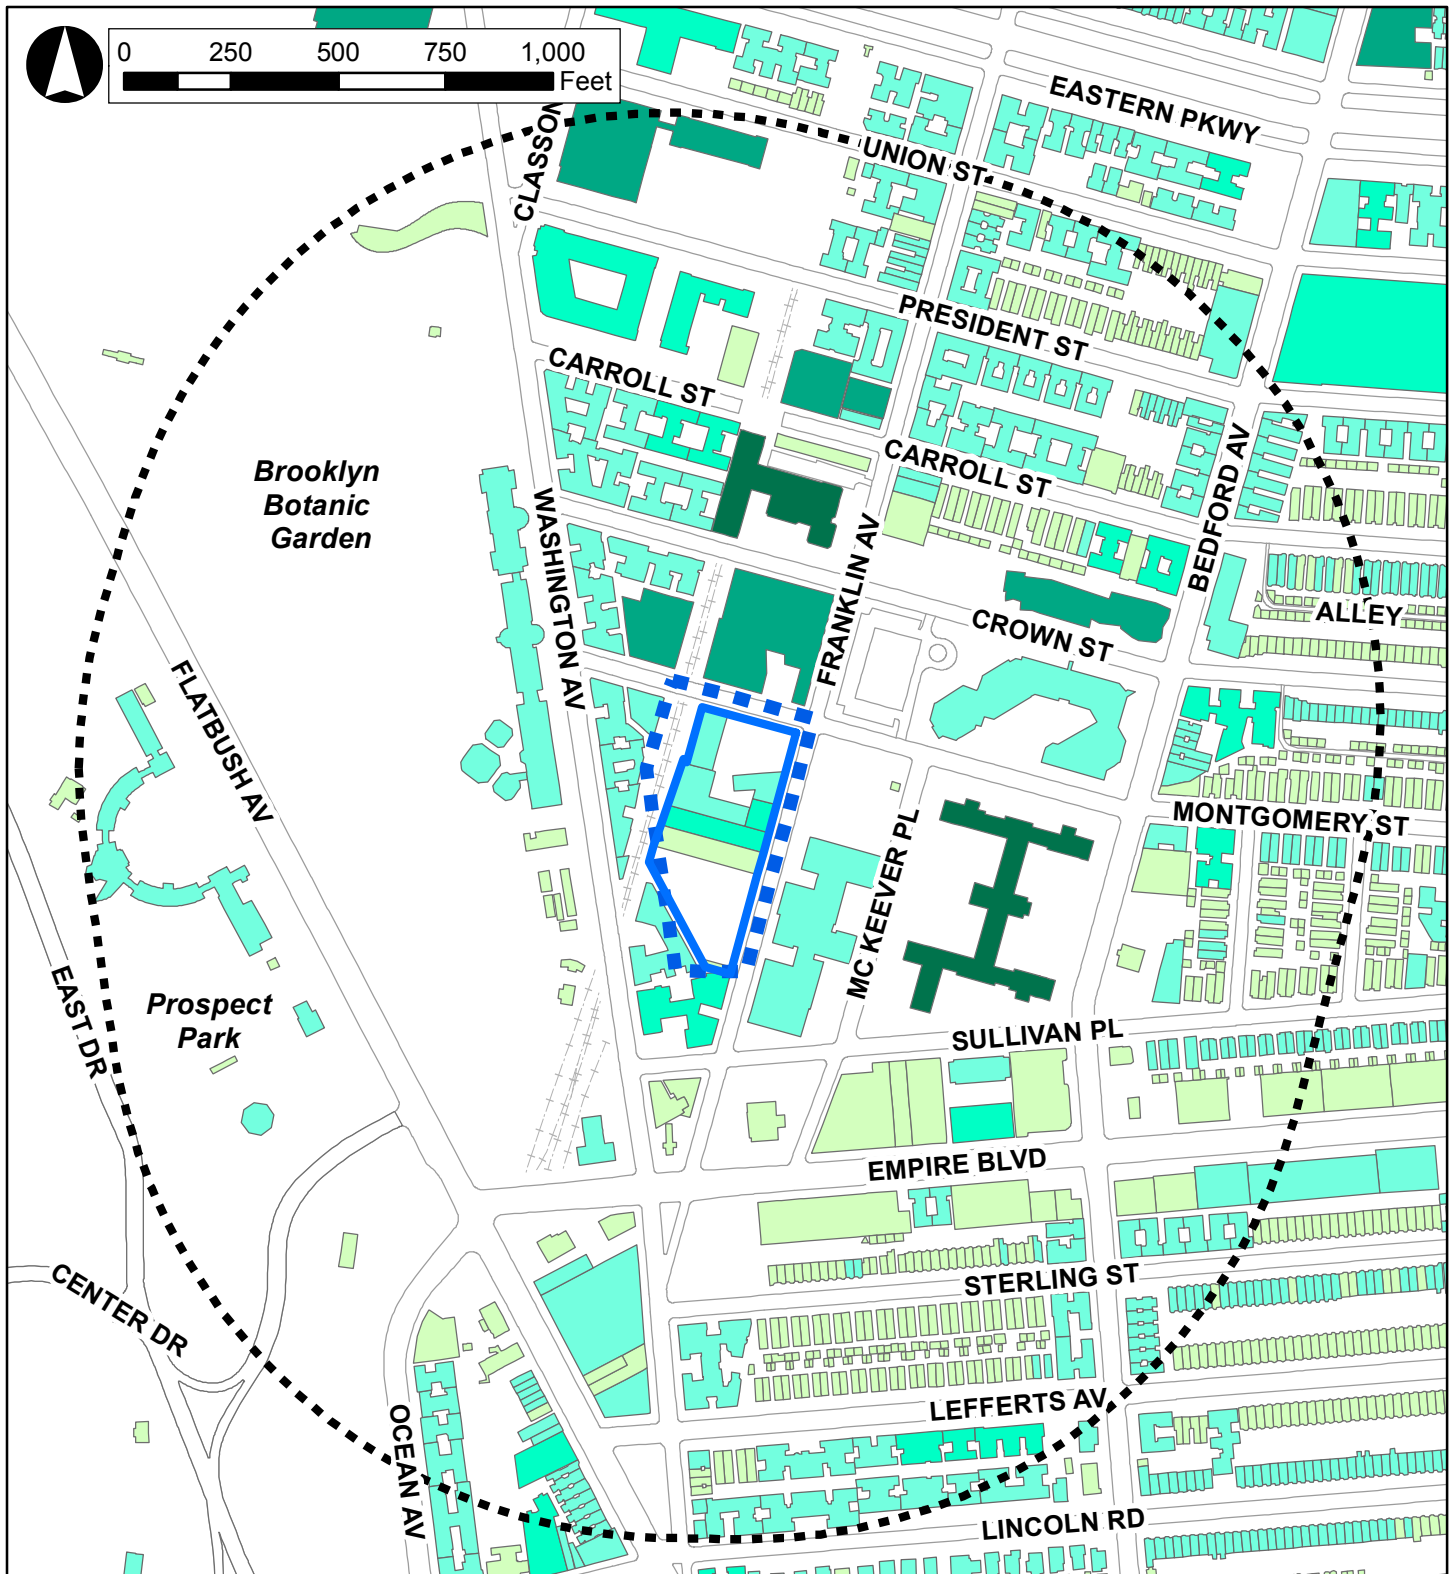 0 250 500 750 1,000
Feet
EASTERN PKWY
CLASSON
UNION ST
PRESIDENT ST
CARROLL ST
CARROLL ST
BEDFORD AV
Brooklyn
Botanic
Garden
WASHINGTON AV
FRANKLIN AV
ALLEY
CROWN ST
FLATBUSH AV
MONTGOMERY ST
MC KEEVER PL
EAST DR
Prospect
Park
SULLIVAN PL
EMPIRE BLVD
CENTER DR
STERLING ST
LEFFERTS AV
OCEAN AV
LINCOLN RD